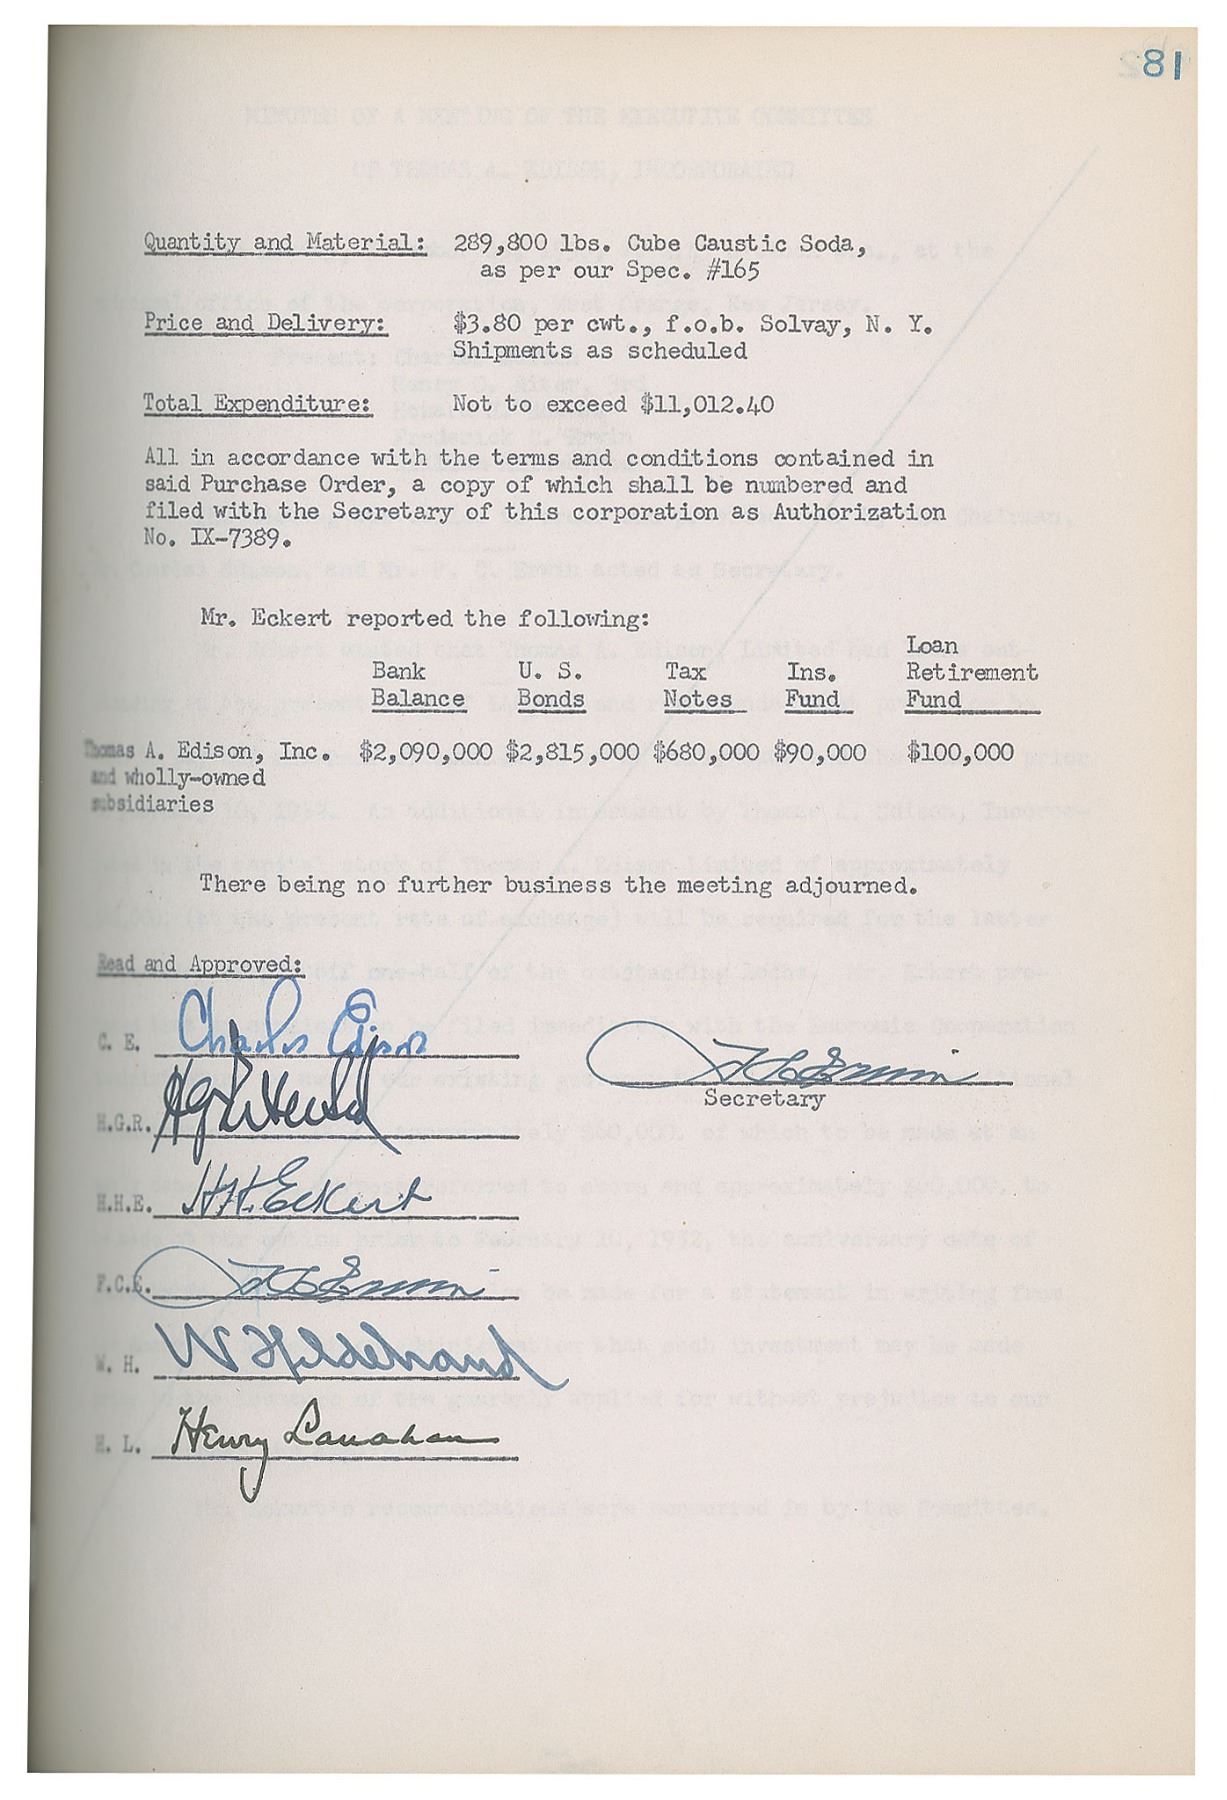 181
Quantity and Material: 289,800 lbs. Cube Caustic Soda,
as per our Spec. #165
Price and Delivery: $3.80 per cwt., f.o.b. Solvay, N. Y.
Shipments as scheduled
Total Expenditure: Not to exceed $11,012.40
All in accordance with the terms and conditions contained in
said Purchase Order, a copy of which shall be numbered and
filed with the Secretary of this corporation as Authorization
No. IX-7389.
Mr. Eckert reported the following:
Loan
Bank U. S. Tax Ins. Retirement
Balance Bonds Notes Fund Fund
Thomas A. Edison, Inc. $2,090,000 $2,815,000 $680,000 $90,000 $100,000
and wholly-owned
subsidiaries
There being no further business the meeting adjourned.
Read and Approved:
C. E. Charles Edison
H.G.R.
F C Erwin
Secretary
H.H.E. H H Eckert
F.C.E. F C Erwin
W. H. W Hildebrand
H. L. Henry Lanahan